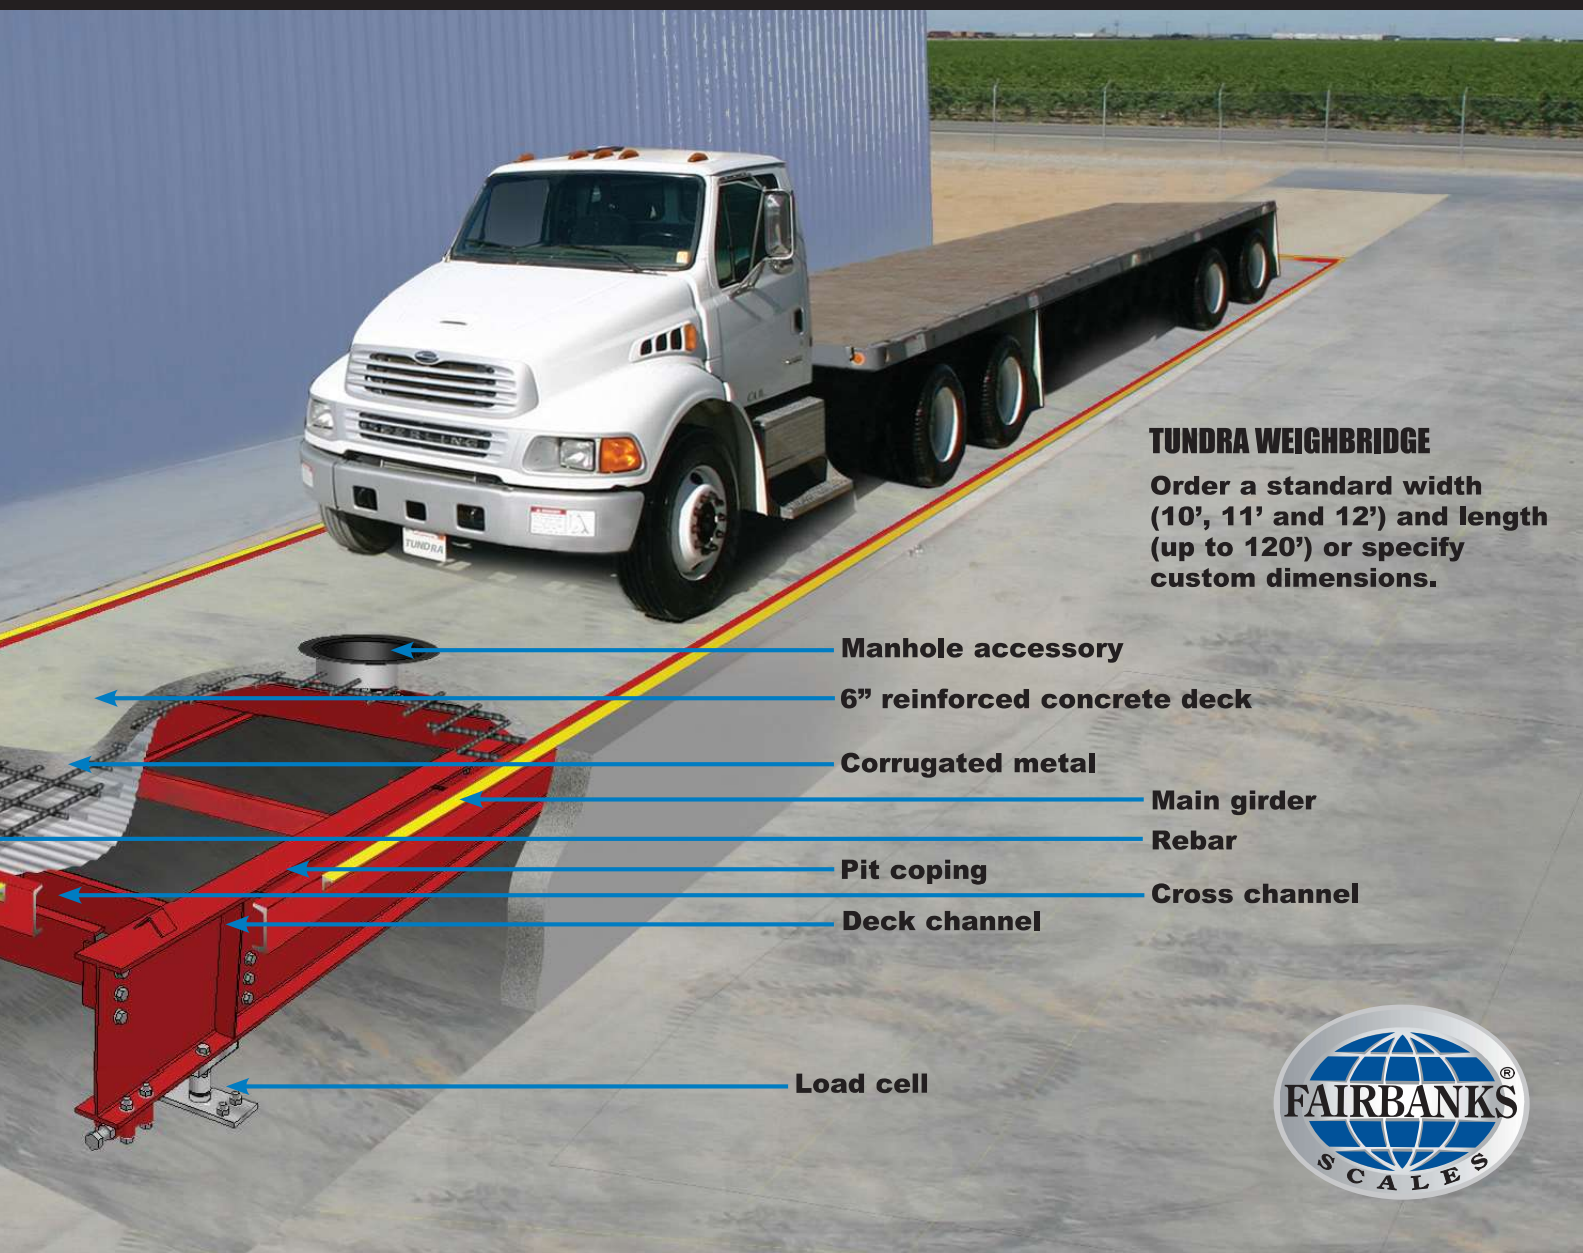 STERLING
TUNDRA
TUNDRA WEIGHBRIDGE
Order a standard width
(10’, 11’ and 12’) and length
(up to 120’) or specify
custom dimensions.
Manhole accessory
6” reinforced concrete deck
Corrugated metal
Main girder
Rebar
Pit coping
Cross channel
Deck channel
Load cell
FAIRBANKS®
SCALES